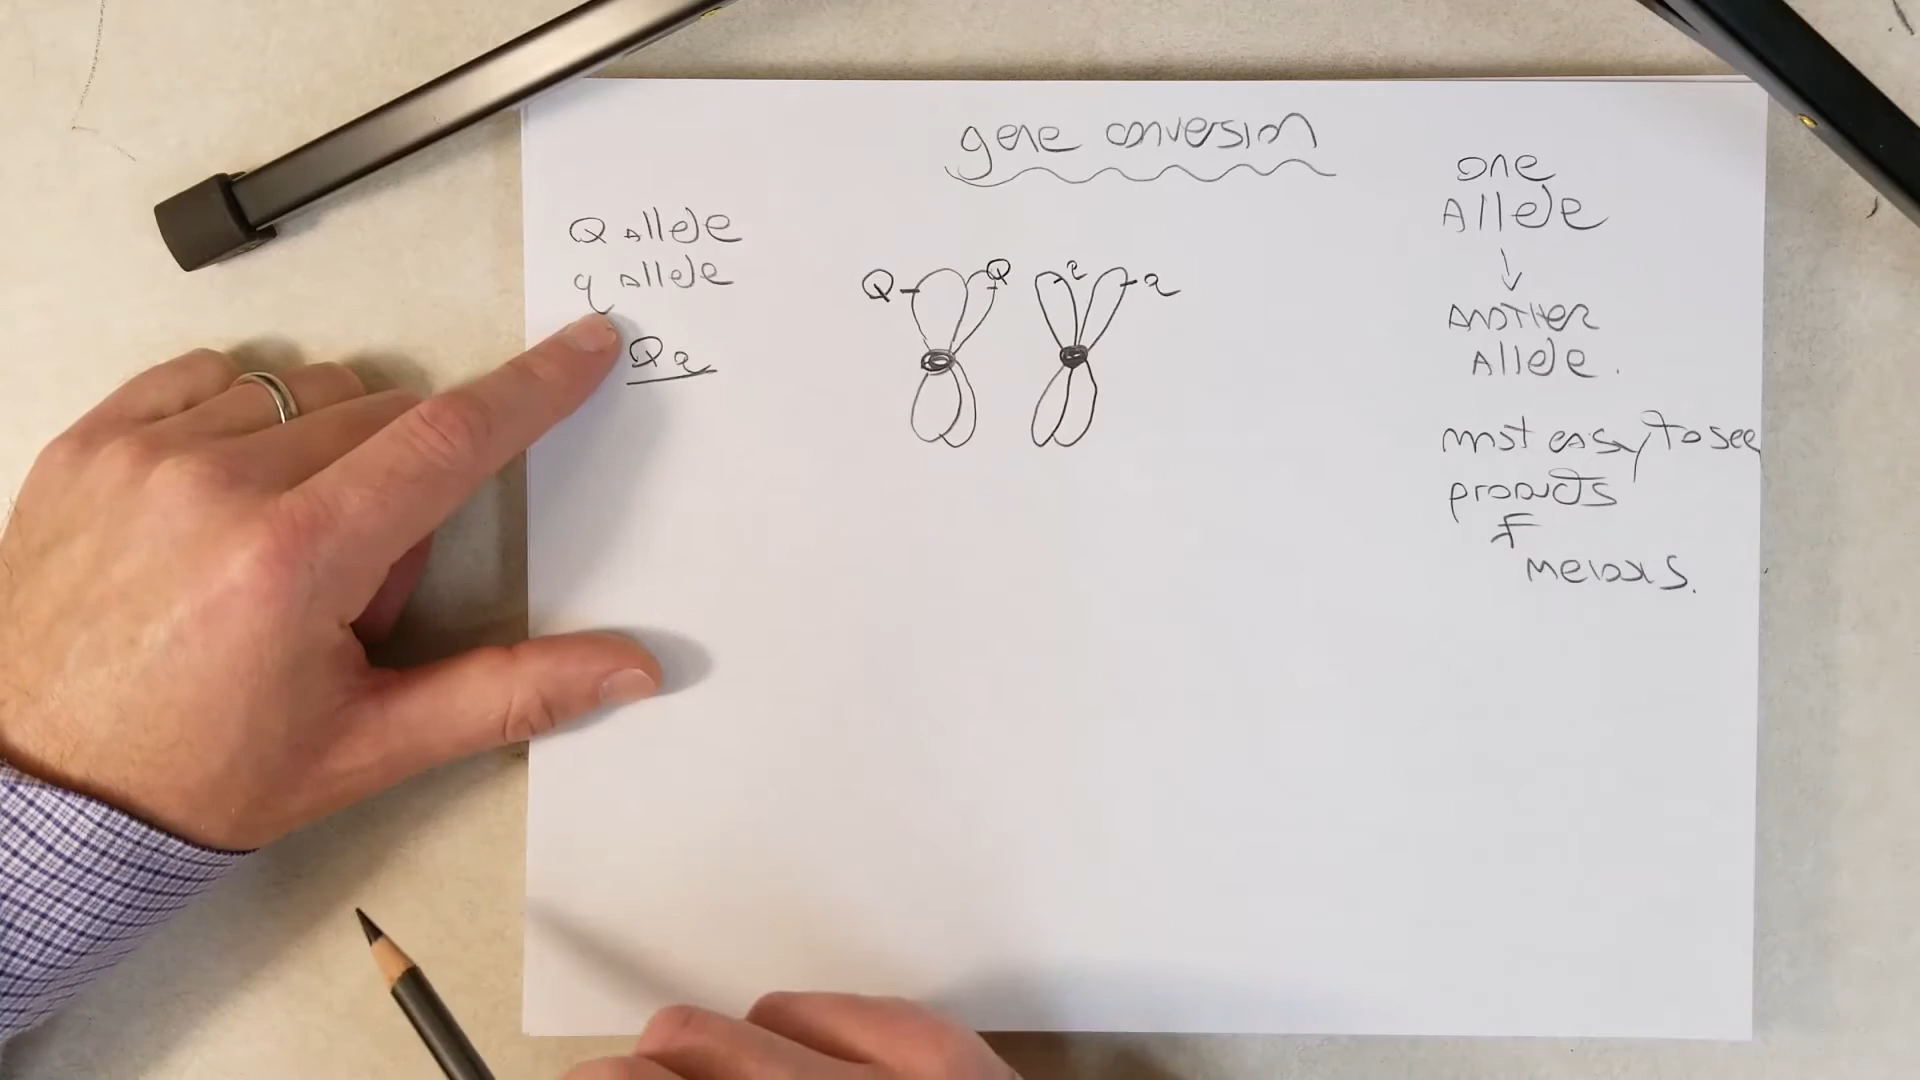 gene conversion
Q Allele
q Allele
Qq
Q Q q q
one
Allele
↓
Another
Allele.
most easy to see
products
of
meiosis.